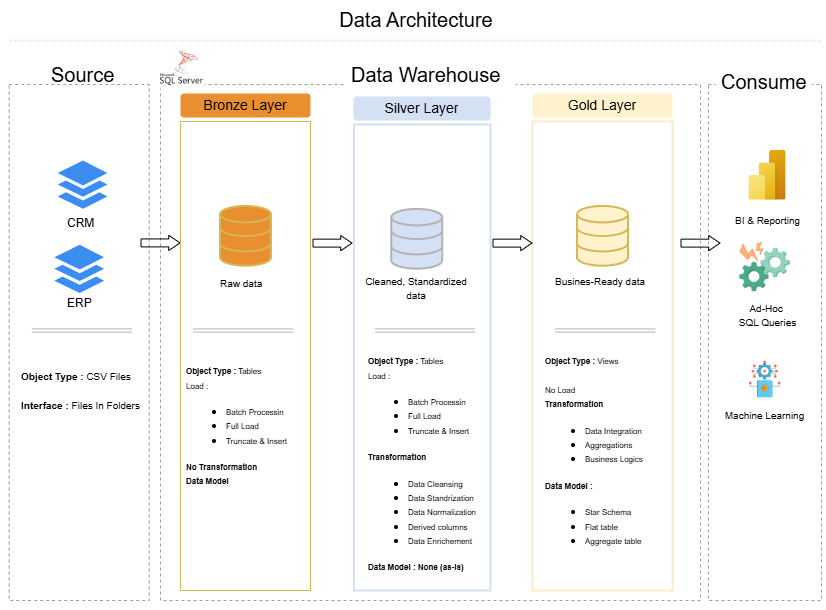 Data Architecture
Source
Microsoft
SQL Server
Data Warehouse
Consume
CRM
ERP
Object Type : CSV Files
Interface : Files In Folders
Bronze Layer
Raw data
Object Type : Tables
Load :
Batch Processin
Full Load
Truncate & Insert
No Transformation
Data Model
Silver Layer
Cleaned, Standardized
data
Object Type : Tables
Load :
Batch Processin
Full Load
Truncate & Insert
Transformation
Data Cleansing
Data Standrization
Data Normalization
Derived columns
Data Enrichement
Data Model : None (as-is)
Gold Layer
Busines-Ready data
Object Type : Views
No Load
Transformation
Data Integration
Aggregations
Business Logics
Data Model :
Star Schema
Flat table
Aggregate table
BI & Reporting
Ad-Hoc
SQL Queries
Machine Learning